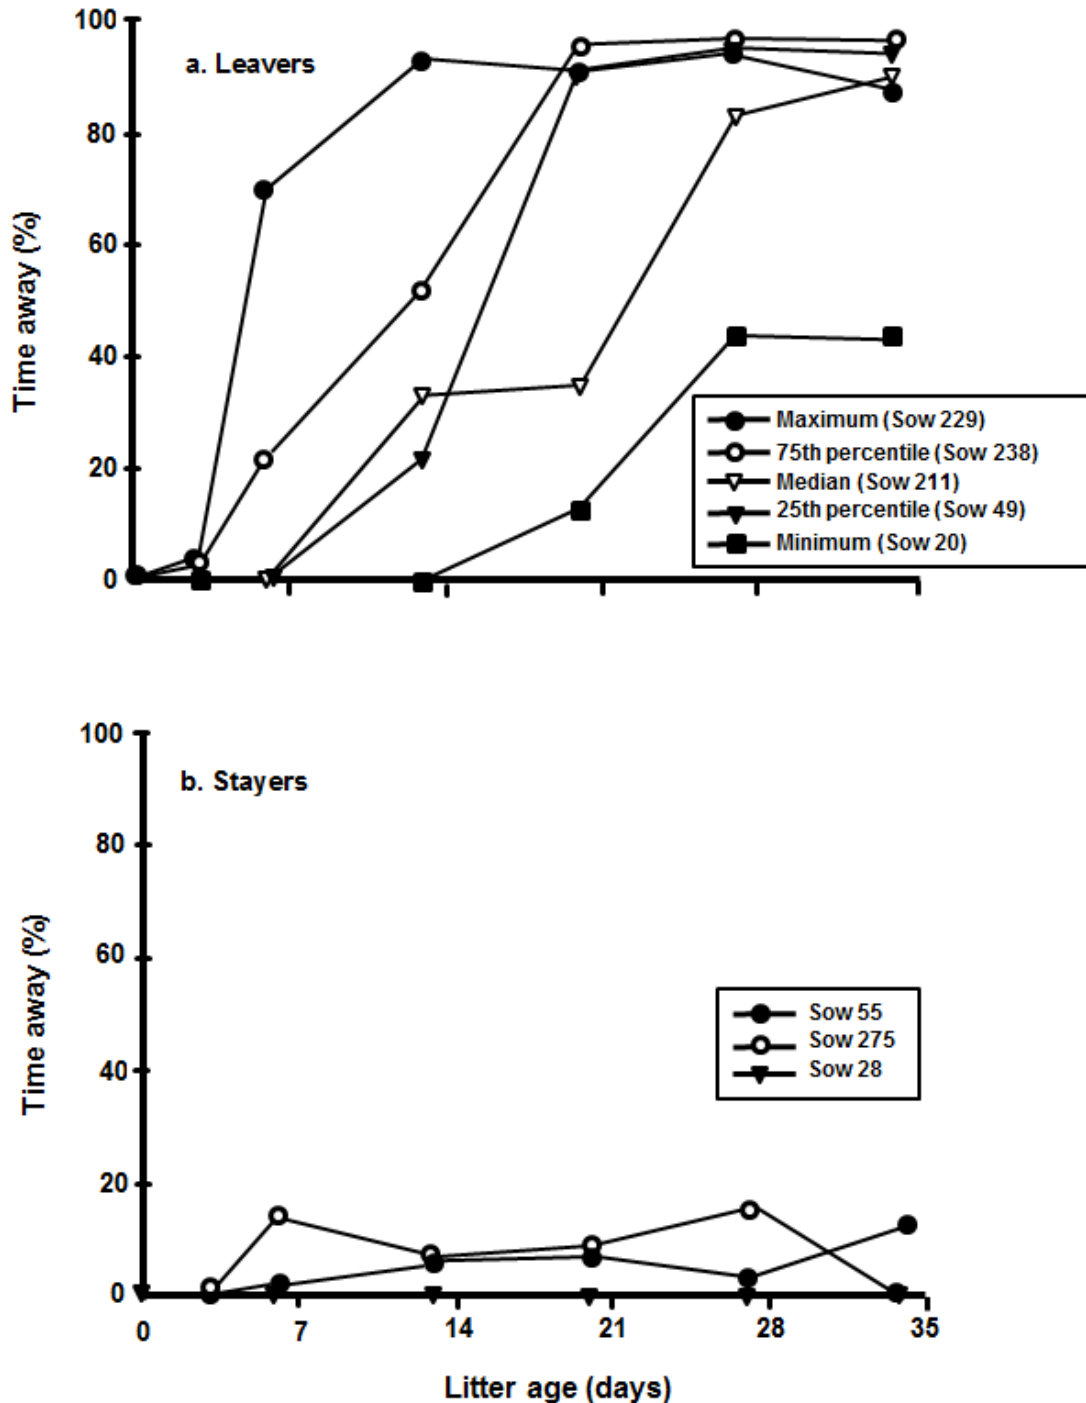 100
a. Leavers
80
60
40
20
0
Time away (%)
Maximum (Sow 229)
75th percentile (Sow 238)
Median (Sow 211)
25th percentile (Sow 49)
Minimum (Sow 20)
100
b. Stayers
80
60
40
20
0
Time away (%)
Sow 55
Sow 275
Sow 28
0 7 14 21 28 35
Litter age (days)